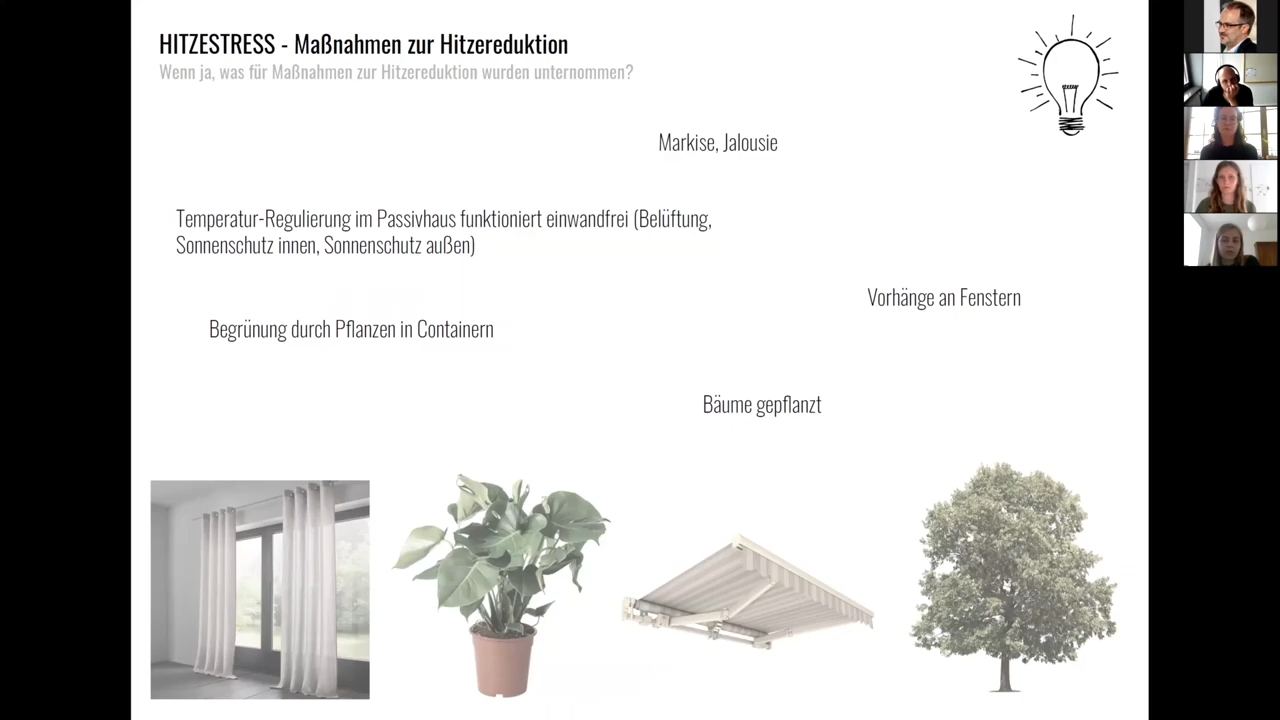 HITZESTRESS - Maßnahmen zur Hitzereduktion
Wenn ja, was für Maßnahmen zur Hitzereduktion wurden unternommen?
Markise, Jalousie
Temperatur-Regulierung im Passivhaus funktioniert einwandfrei (Belüftung,
Sonnenschutz innen, Sonnenschutz außen)
Vorhänge an Fenstern
Begrünung durch Pflanzen in Containern
Bäume gepflanzt